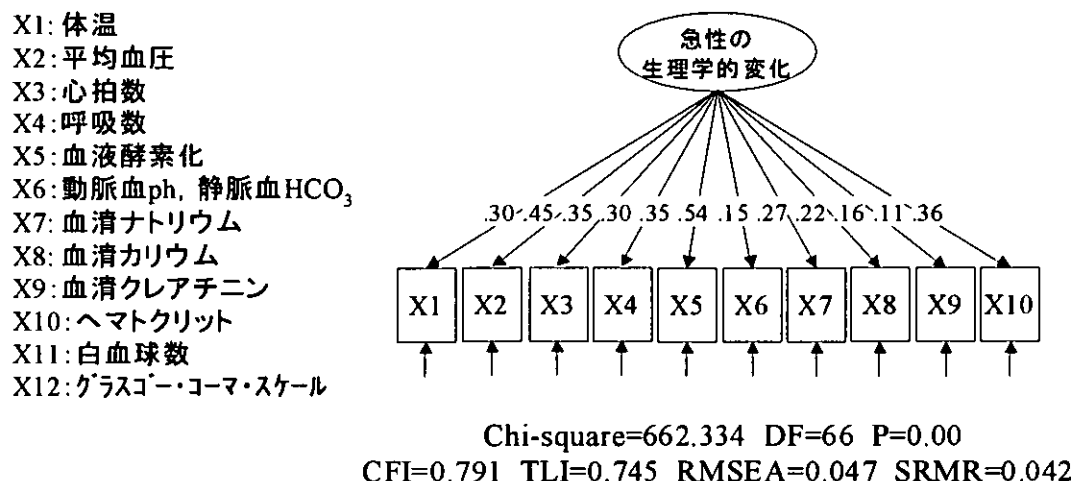 X1:体温
X2:平均血圧
X3:心拍数
X4:呼吸数
X5:血液酵素化
X6:動脈血ph, 静脈血HCO₃
X7:血清ナトリウム
X8:血清カリウム
X9:血清クレアチニン
X10:ヘマトクリット
X11:白血球数
X12:グラスゴー・コーマ・スケール
急性の
生理学的変化
.30 .45 .35 .30 .35 .54 .15 .27 .22 .16 .11 .36
X1 X2 X3 X4 X5 X6 X7 X8 X9 X10
Chi-square=662.334 DF=66 P=0.00
CFI=0.791 TLI=0.745 RMSEA=0.047 SRMR=0.042